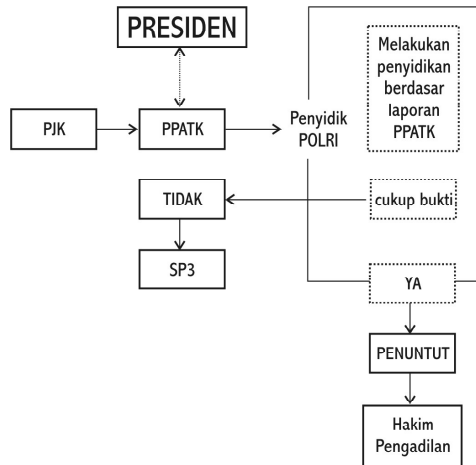 PRESIDEN
Melakukan
penyidikan
berdasar
laporan
PPATK
PJK
PPATK
Penyidik
POLRI
TIDAK
cukup bukti
SP3
YA
PENUNTUT
Hakim
Pengadilan